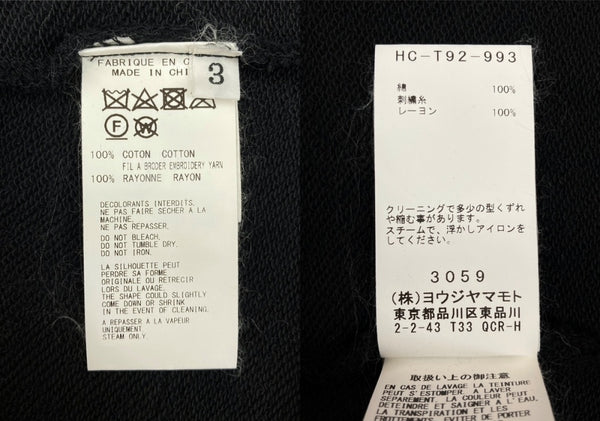 FABRIQUE EN C
MADE IN CHI
3
100% COTON COTTON
FIL A BRODER EMBROIDERY YARN
100% RAYONNE RAYON
DECOLORANTS INTERDITS.
NE PAS FAIRE SECHER A LA
MACHINE.
NE PAS REPASSER.
DO NOT BLEACH.
DO NOT TUMBLE DRY.
DO NOT IRON.
LA SILHOUETTE PEUT
PERDRE SA FORME
ORIGINALE OU RETRECIR
LORS DU LAVAGE.
THE SHAPE COULD SLIGHTLY
COME DOWN OR SHRINK
IN THE EVENT OF CLEANING.
A REPASSER A LA VAPEUR
UNIQUEMENT.
STEAM ONLY.
HC-T92-993
綿 100%
刺繍糸
レーヨン 100%
クリーニングで多少の型くずれ
や縮む事があります。
スチームで、浮かしアイロンを
してください。
3059
(株)ヨウジヤマモト
東京都品川区東品川
2-2-43 T33 QCR-H
取扱い上の御注意
EN CAS DE LAVAGE LA TEINTURE
PEUT S'ESTOMPER. A LAVER
SEPAREMENT. LA COULEUR PEUT
DETEINDRE ET SAIGNER A L'EAU.
LA TRANSPIRATION ET LES
FROTTEMENTS. EVITER DE PORTER